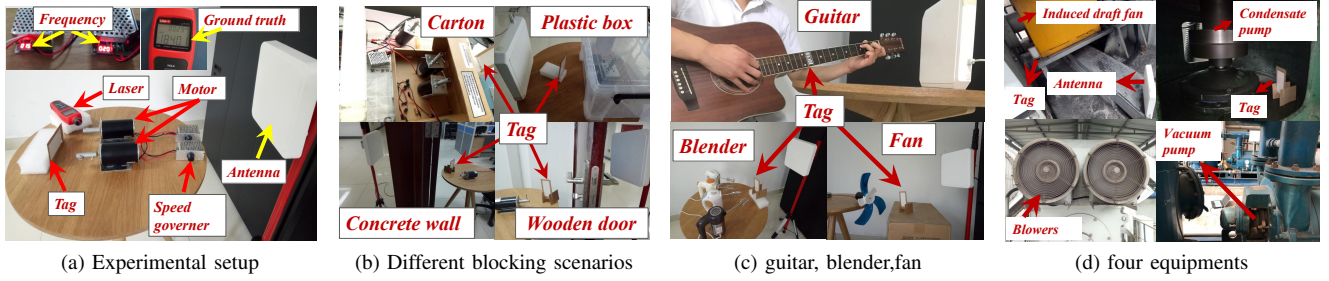 Frequency
Ground truth
Laser
Motor
Antenna
Tag
Speed
governer
(a) Experimental setup
Carton
Plastic box
Tag
Concrete wall
Wooden door
(b) Different blocking scenarios
Guitar
Tag
Blender
Fan
(c) guitar, blender,fan
Induced draft fan
Condensate
pump
Antenna
Tag
Tag
Vacuum
pump
Blowers
(d) four equipments